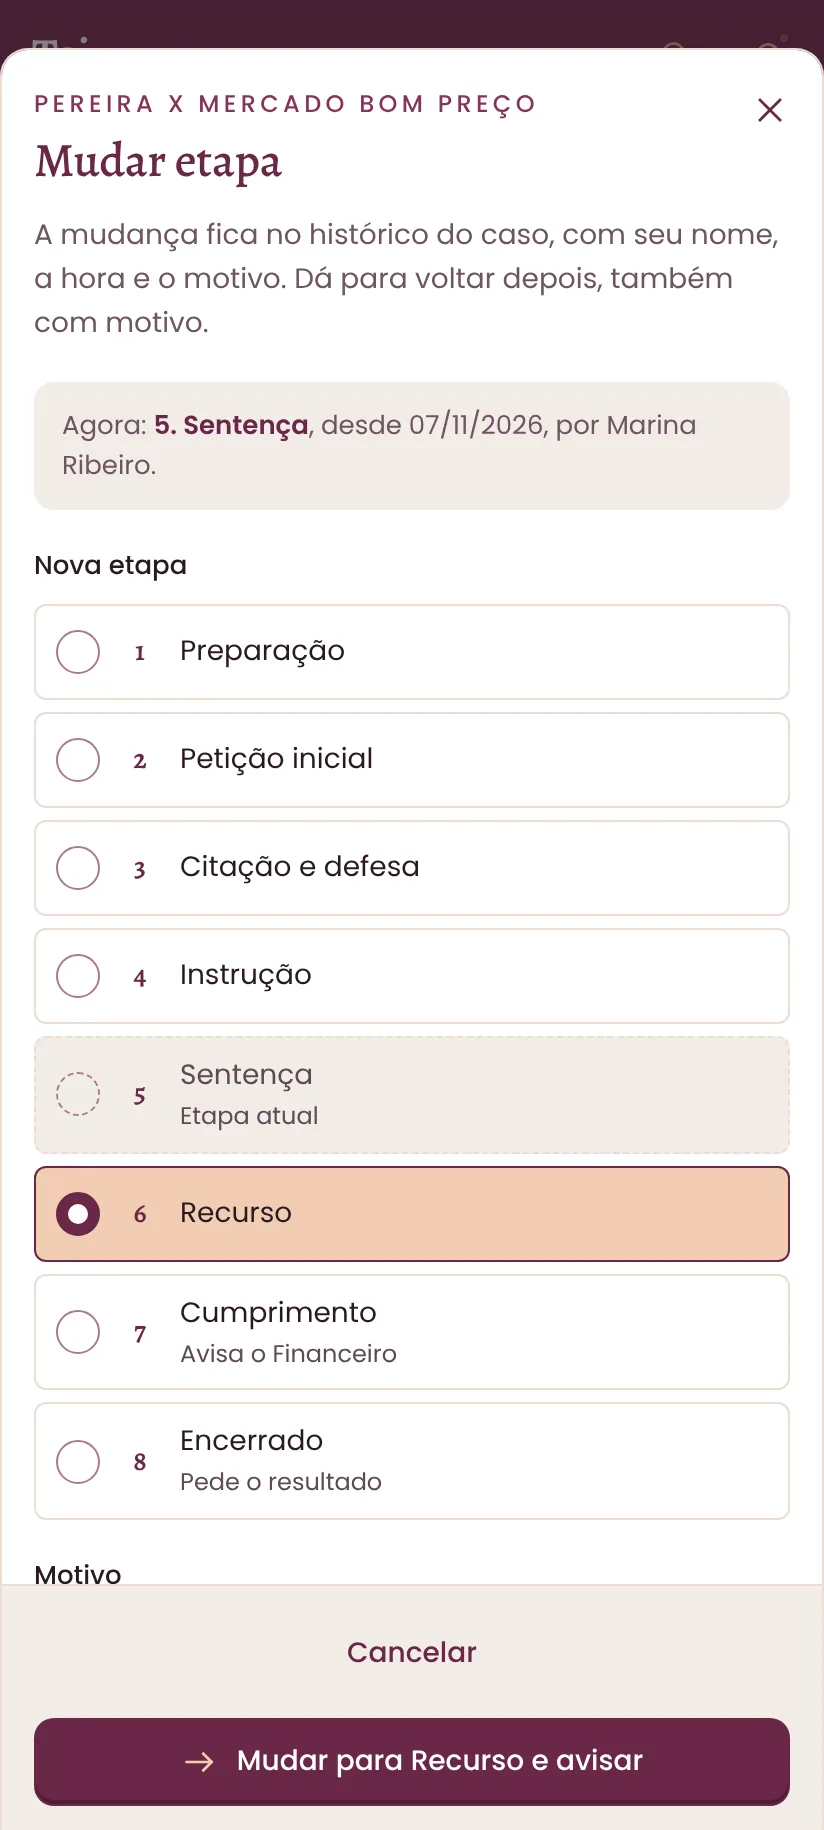 PEREIRA X MERCADO BOM PREÇO
Mudar etapa
A mudança fica no histórico do caso, com seu nome,
a hora e o motivo. Dá para voltar depois, também
com motivo.
Agora: 5. Sentença, desde 07/11/2026, por Marina
Ribeiro.
Nova etapa
1 Preparação
2 Petição inicial
3 Citação e defesa
4 Instrução
5 Sentença
Etapa atual
6 Recurso
7 Cumprimento
Avisa o Financeiro
8 Encerrado
Pede o resultado
Motivo
Cancelar
→ Mudar para Recurso e avisar